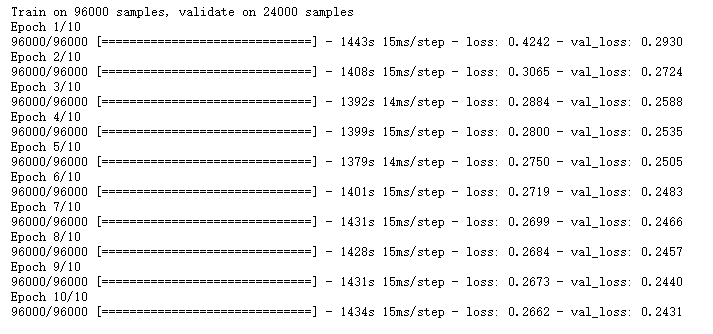 Train on 96000 samples, validate on 24000 samples
Epoch 1/10
96000/96000 [==============================] - 1443s 15ms/step - loss: 0.4242 - val_loss: 0.2930
Epoch 2/10
96000/96000 [==============================] - 1408s 15ms/step - loss: 0.3065 - val_loss: 0.2724
Epoch 3/10
96000/96000 [==============================] - 1392s 14ms/step - loss: 0.2884 - val_loss: 0.2588
Epoch 4/10
96000/96000 [==============================] - 1399s 15ms/step - loss: 0.2800 - val_loss: 0.2535
Epoch 5/10
96000/96000 [==============================] - 1379s 14ms/step - loss: 0.2750 - val_loss: 0.2505
Epoch 6/10
96000/96000 [==============================] - 1401s 15ms/step - loss: 0.2719 - val_loss: 0.2483
Epoch 7/10
96000/96000 [==============================] - 1431s 15ms/step - loss: 0.2699 - val_loss: 0.2466
Epoch 8/10
96000/96000 [==============================] - 1428s 15ms/step - loss: 0.2684 - val_loss: 0.2457
Epoch 9/10
96000/96000 [==============================] - 1431s 15ms/step - loss: 0.2673 - val_loss: 0.2440
Epoch 10/10
96000/96000 [==============================] - 1434s 15ms/step - loss: 0.2662 - val_loss: 0.2431